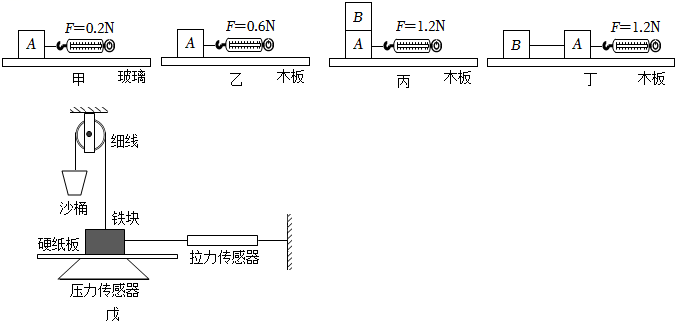 F=0.2N
A
玻璃
甲
F=0.6N
A
木板
乙
B
F=1.2N
A
木板
丙
F=1.2N
B
A
木板
丁
细线
沙桶
铁块
硬纸板
拉力传感器
压力传感器
戊